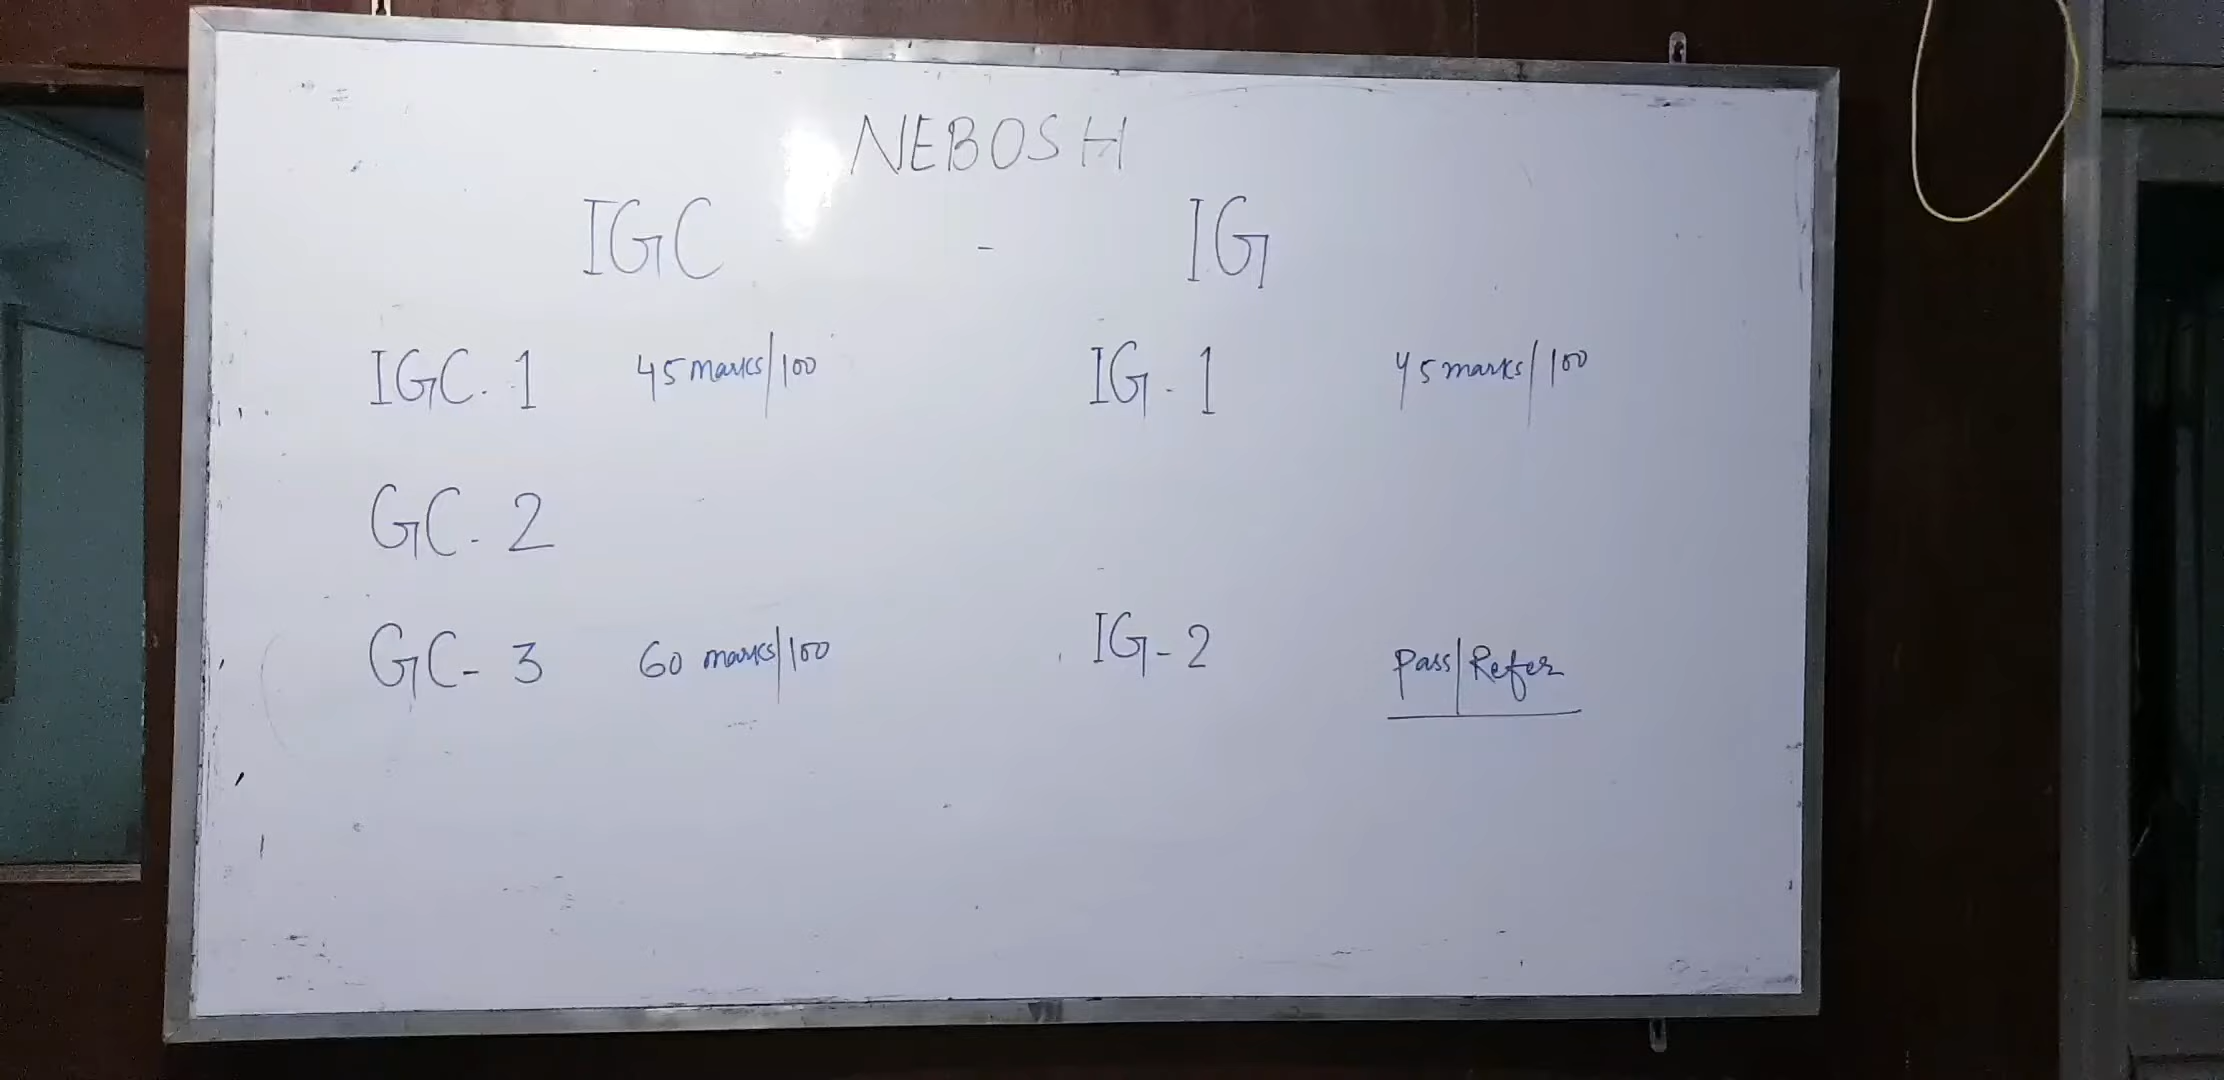 NEBOSH
IGC - IG
IGC. 1 45 marks/100 IG - 1 45 marks/100
GC - 2
GC - 3 60 marks/100 IG - 2 Pass/Refer